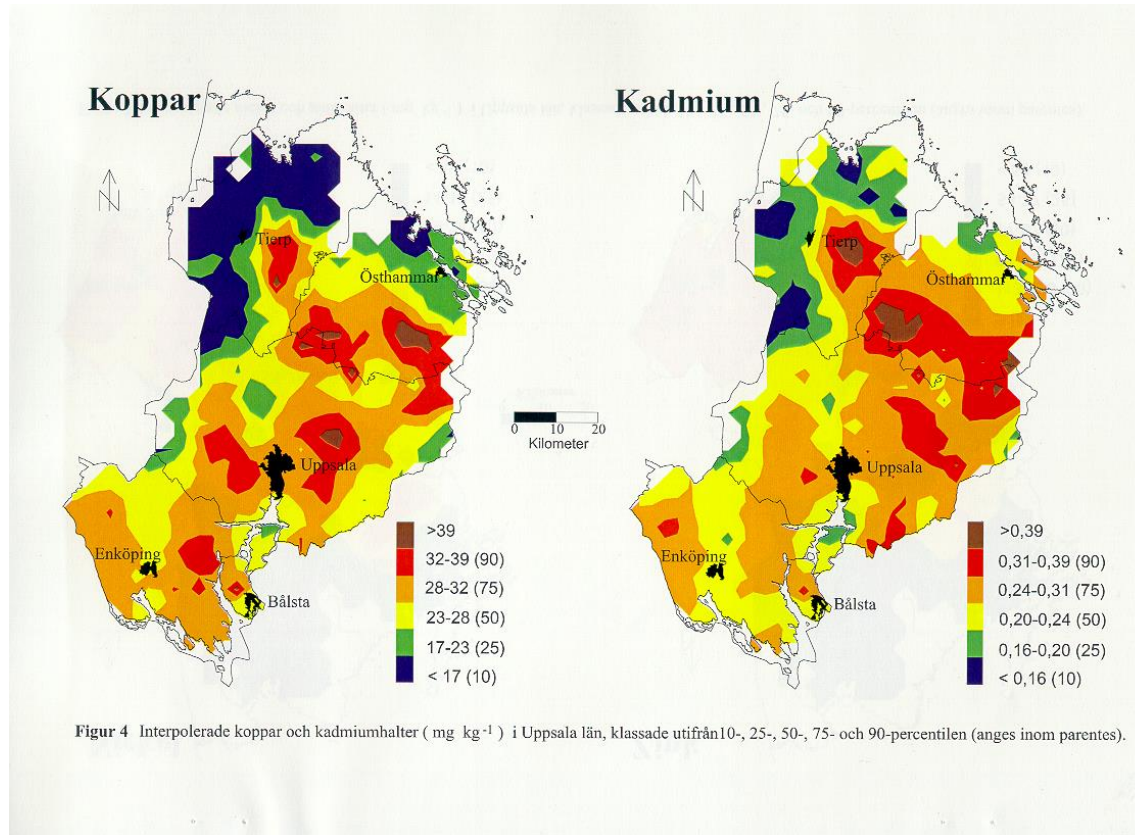 Koppar
N
Tierp
Östhammar
Uppsala
Enköping
Bålsta
>39
32-39 (90)
28-32 (75)
23-28 (50)
17-23 (25)
< 17 (10)
0 10 20
Kilometer
Kadmium
N
Tierp
Östhammar
Uppsala
Enköping
Bålsta
>0,39
0,31-0,39 (90)
0,24-0,31 (75)
0,20-0,24 (50)
0,16-0,20 (25)
< 0,16 (10)
Figur 4 Interpolerade koppar och kadmiumhalter ( mg kg⁻¹ ) i Uppsala län, klassade utifrån10-, 25-, 50-, 75- och 90-percentilen (anges inom parentes).